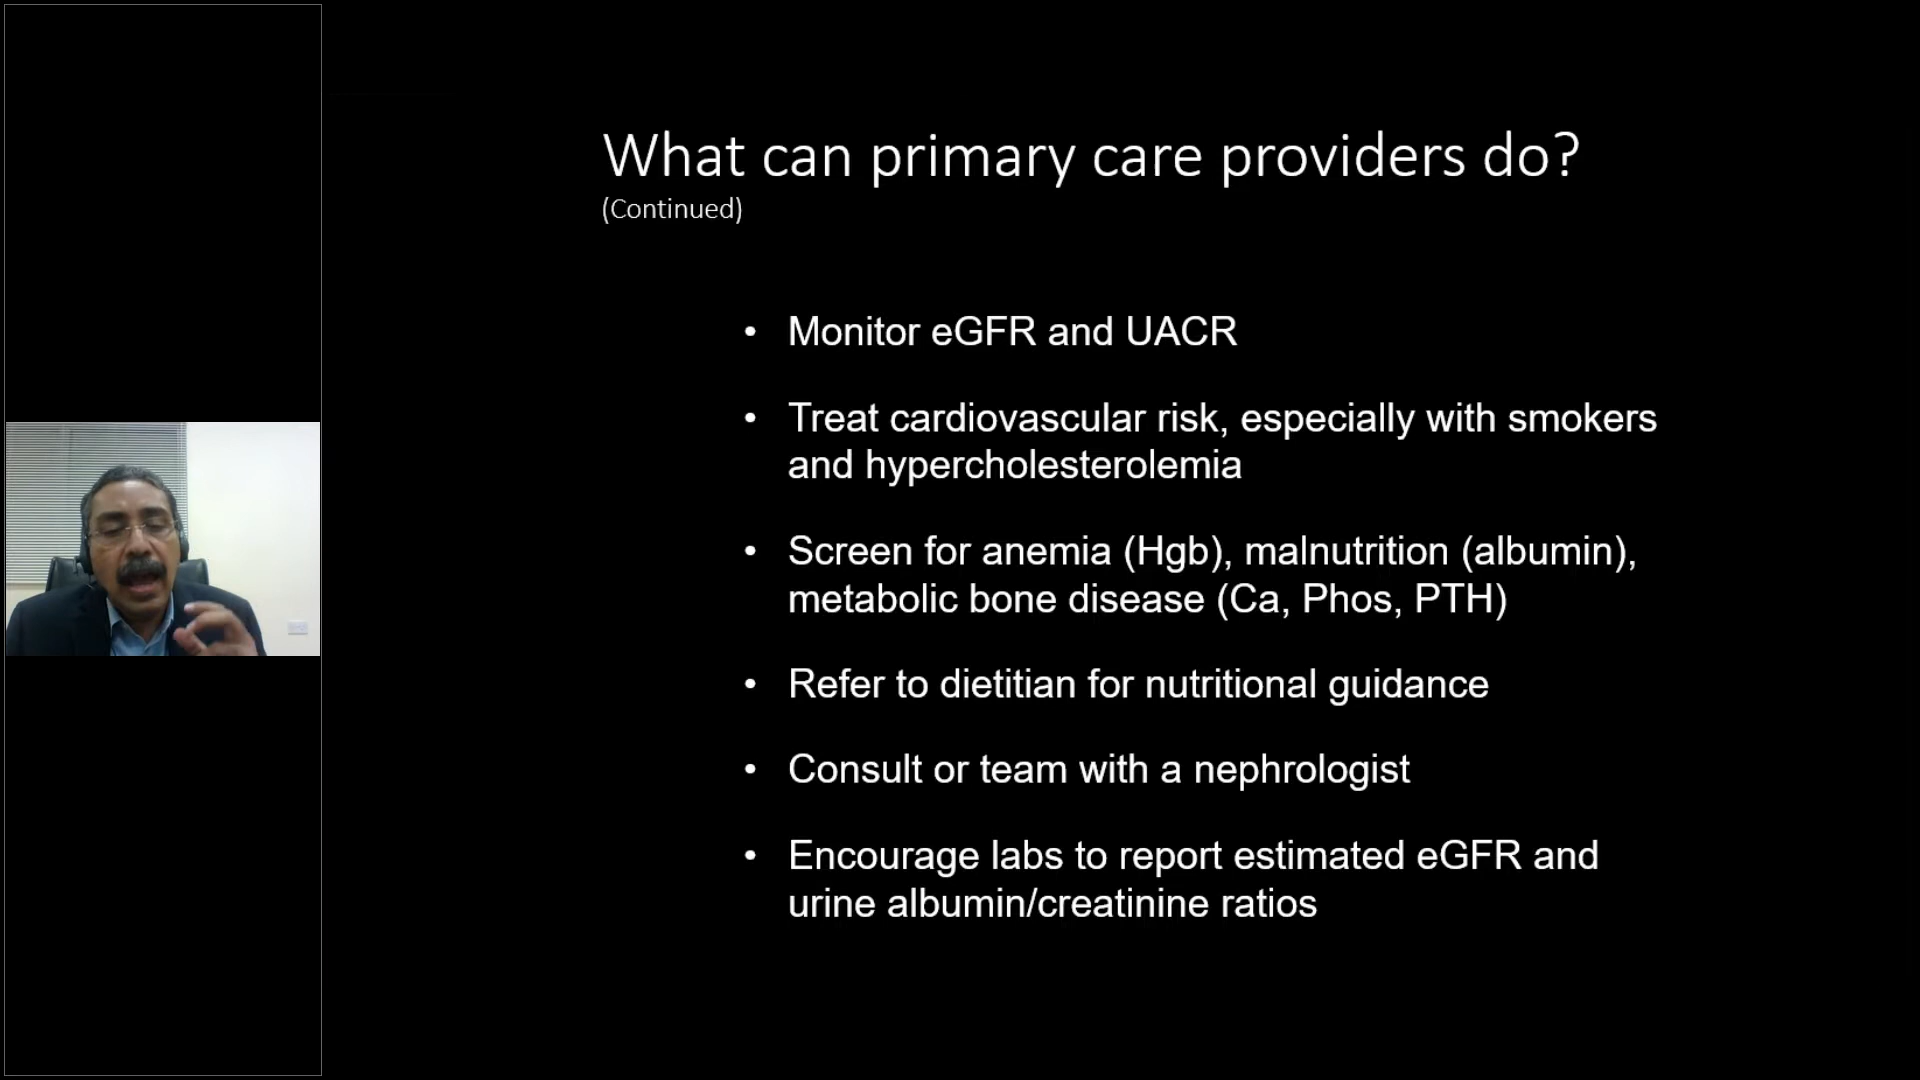 What can primary care providers do?
(Continued)
• Monitor eGFR and UACR
• Treat cardiovascular risk, especially with smokers
and hypercholesterolemia
• Screen for anemia (Hgb), malnutrition (albumin),
metabolic bone disease (Ca, Phos, PTH)
• Refer to dietitian for nutritional guidance
• Consult or team with a nephrologist
• Encourage labs to report estimated eGFR and
urine albumin/creatinine ratios